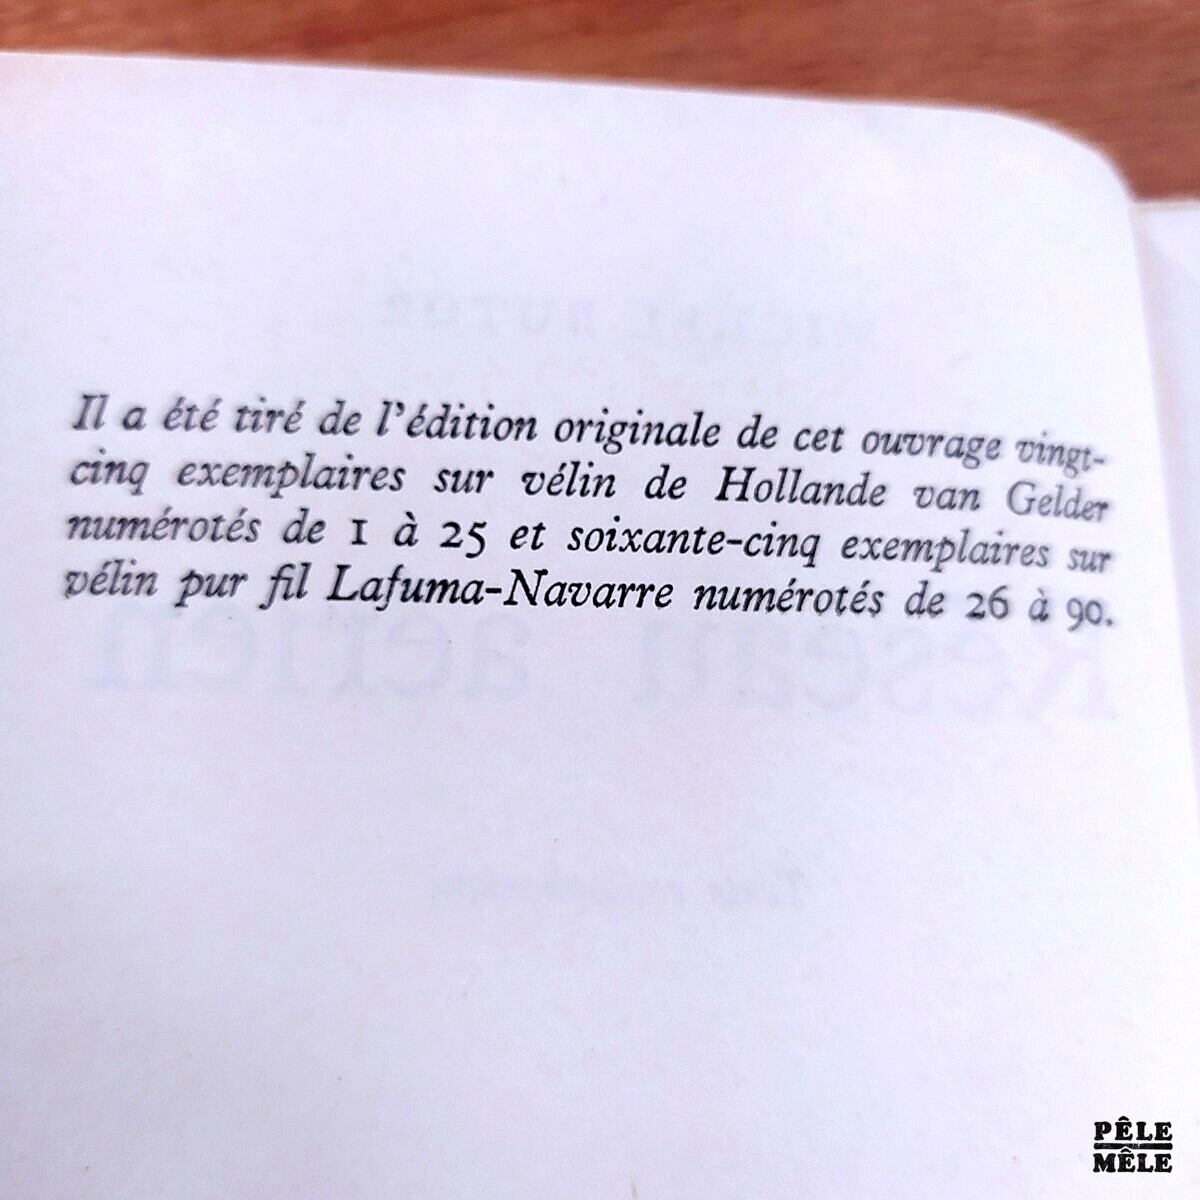 Il a été tiré de l'édition originale de cet ouvrage vingt-
cinq exemplaires sur vélin de Hollande van Gelder
numérotés de 1 à 25 et soixante-cinq exemplaires sur
vélin pur fil Lafuma-Navarre numérotés de 26 à 90.
Réseau aérien
PÊLE
MÊLE